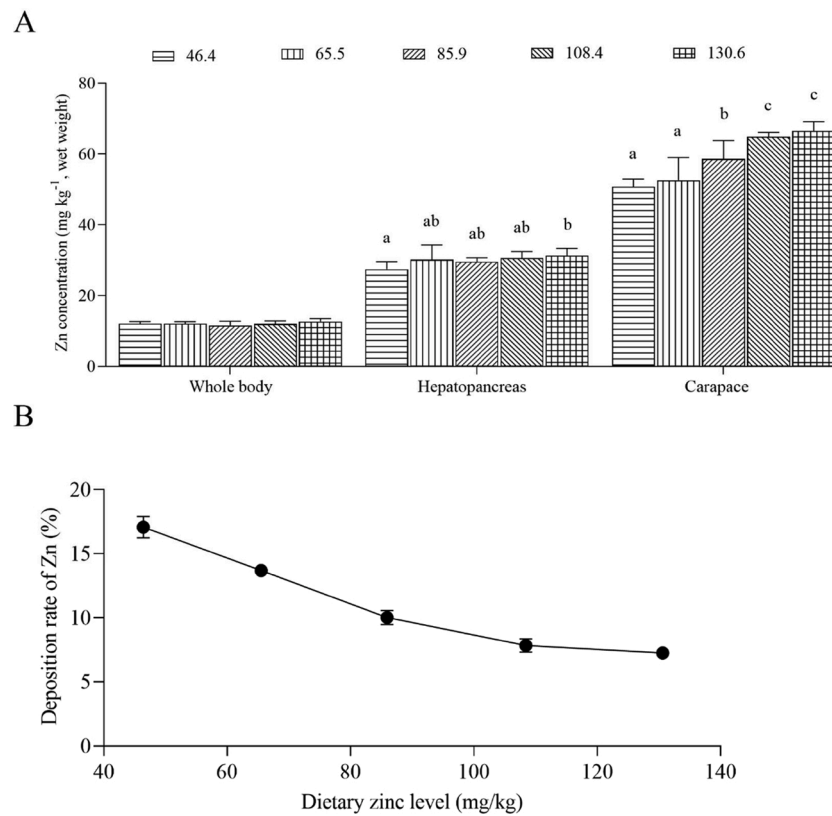 A
46.4 65.5 85.9 108.4 130.6
Zn concentration (mg kg⁻¹, wet weight)
80
60
40
20
0
a ab ab ab b
a a b c c
Whole body Hepatopancreas Carapace
B
Deposition rate of Zn (%)
20
15
10
5
0
40 60 80 100 120 140
Dietary zinc level (mg/kg)